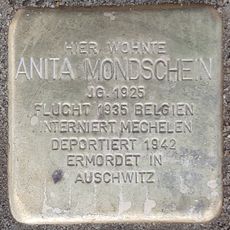 HIER WOHNTE
ANITA MONDSCHEIN
JG. 1925
FLUCHT 1935 BELGIEN
INTERNIERT MECHELEN
DEPORTIERT 1942
ERMORDET IN
AUSCHWITZ